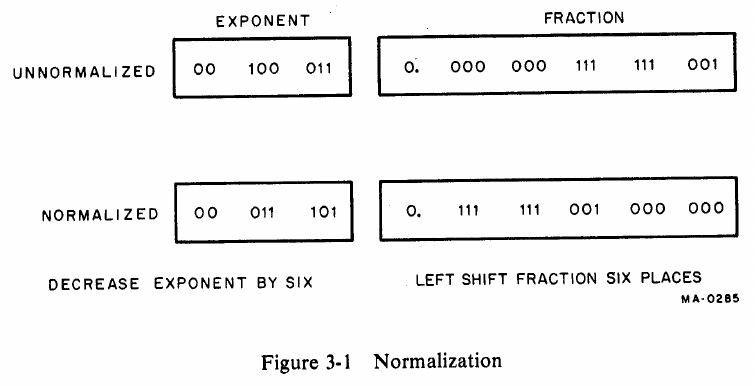 EXPONENT FRACTION
UNNORMALIZED 00 100 011 0. 000 000 111 111 001
NORMALIZED 00 011 101 0. 111 111 001 000 000
DECREASE EXPONENT BY SIX LEFT SHIFT FRACTION SIX PLACES
MA-0285
Figure 3-1 Normalization